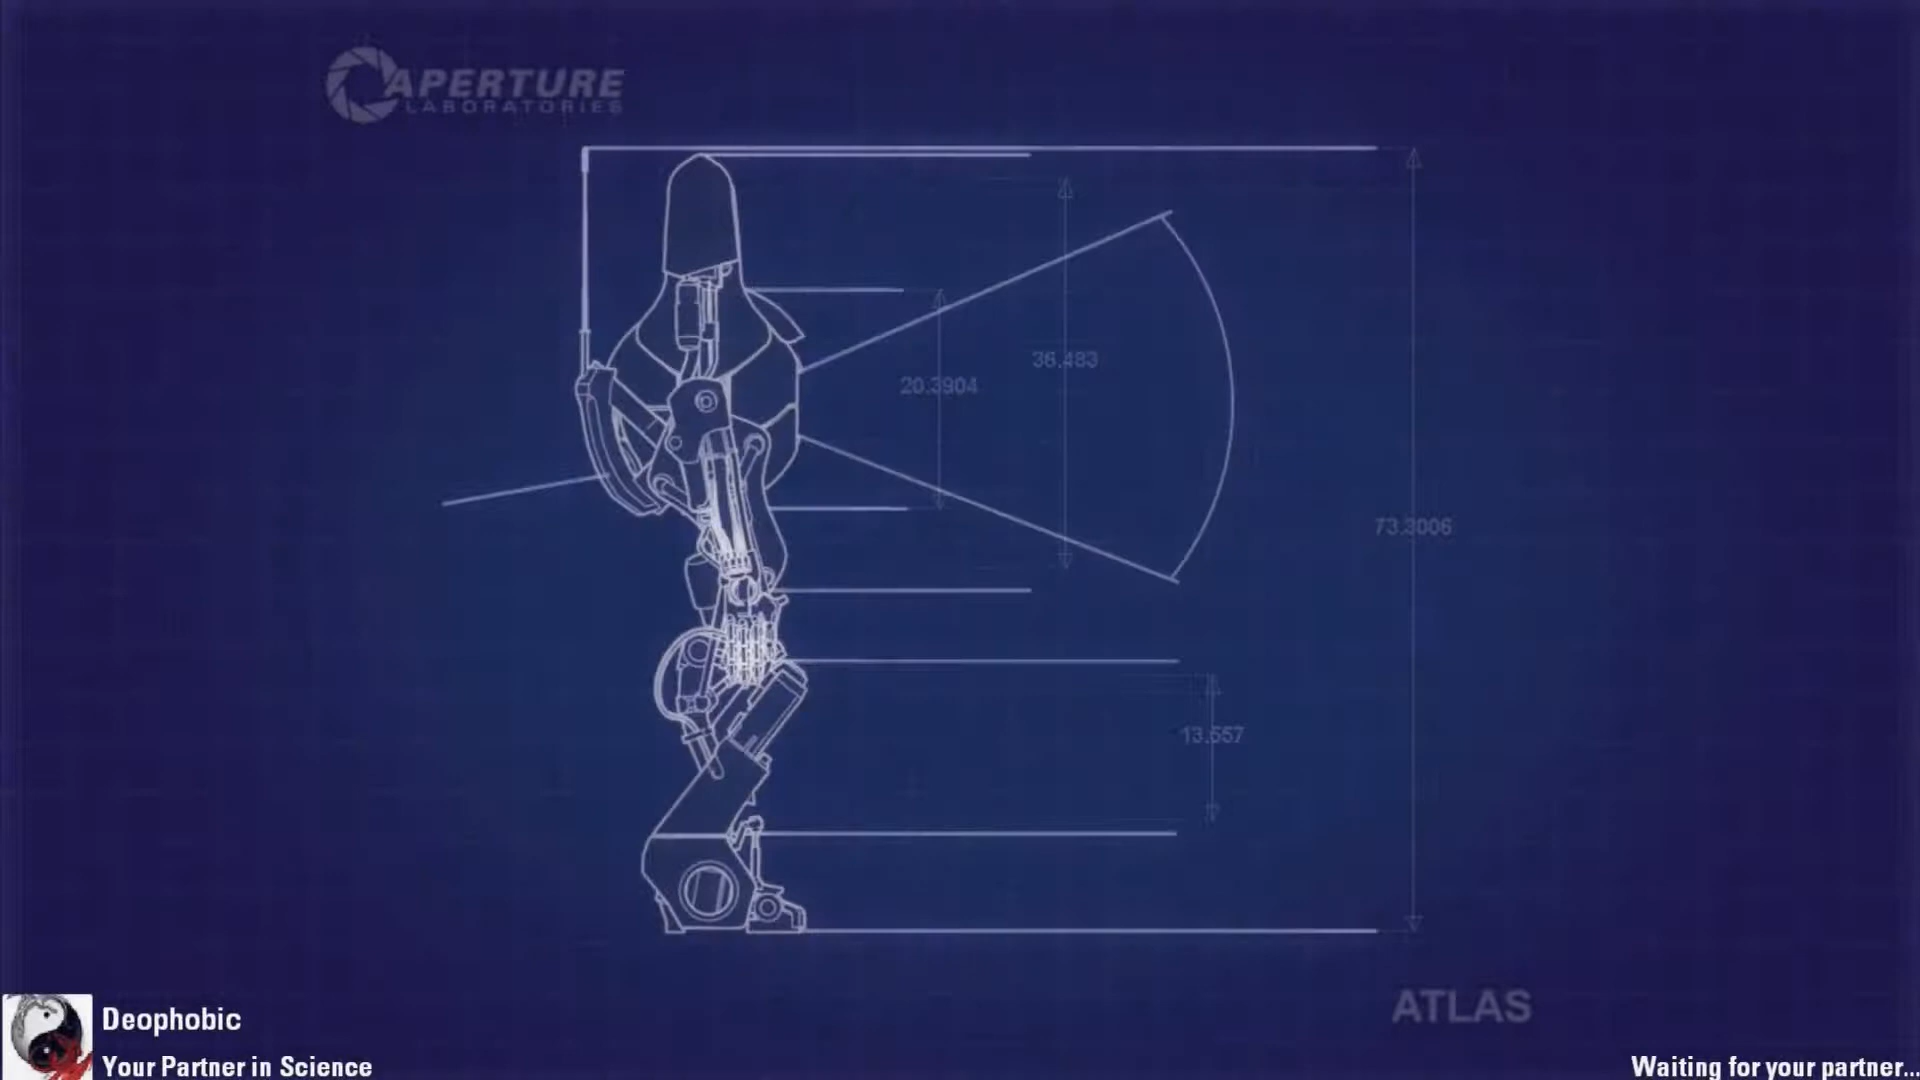 APERTURE
LABORATORIES
36.483
20.3904
73.3006
13.557
ATLAS
Deophobic
Your Partner in Science
Waiting for your partner...